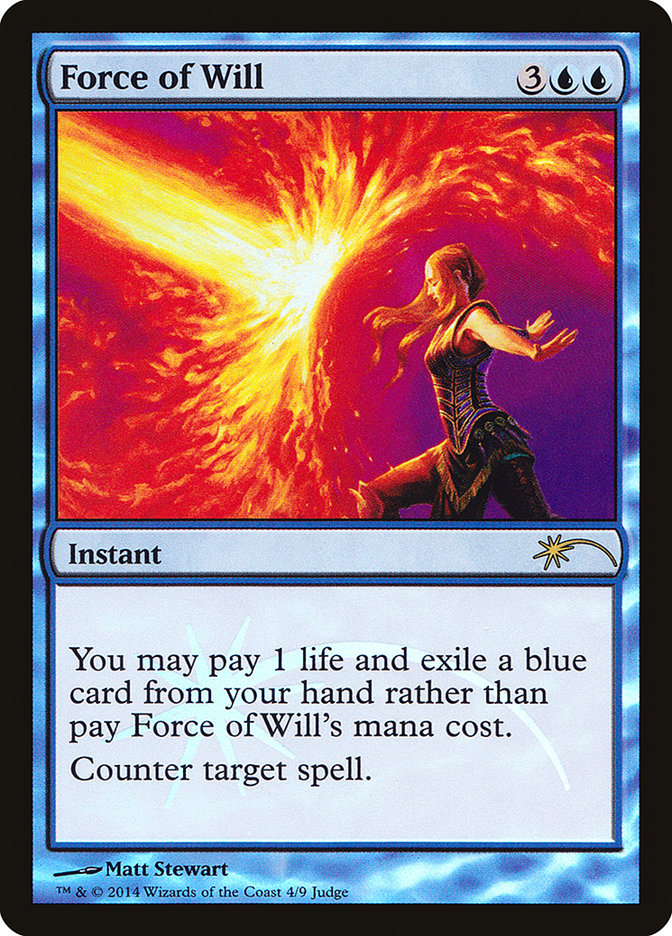 Force of Will 3
Instant
You may pay 1 life and exile a blue
card from your hand rather than
pay Force of Will's mana cost.
Counter target spell.
Matt Stewart
™ & © 2014 Wizards of the Coast 4/9 Judge